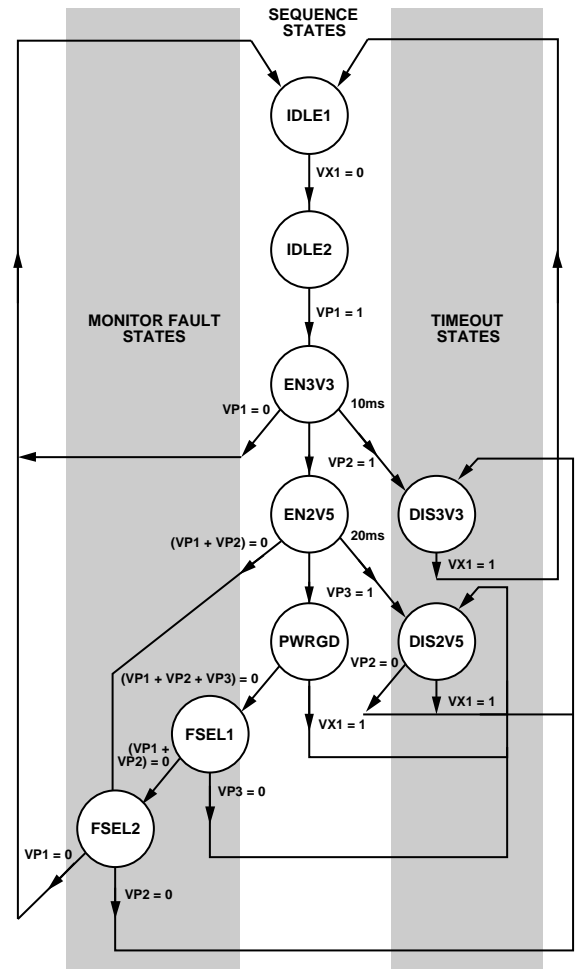 SEQUENCE
STATES
IDLE1
VX1 = 0
IDLE2
VP1 = 1
MONITOR FAULT
STATES
TIMEOUT
STATES
EN3V3
VP1 = 0
10ms
VP2 = 1
EN2V5
DIS3V3
(VP1 + VP2) = 0
20ms
VX1 = 1
VP3 = 1
PWRGD
DIS2V5
VP2 = 0
(VP1 + VP2 + VP3) = 0
VX1 = 1
VX1 = 1
FSEL1
(VP1 +
VP2) = 0
VP3 = 0
FSEL2
VP1 = 0
VP2 = 0